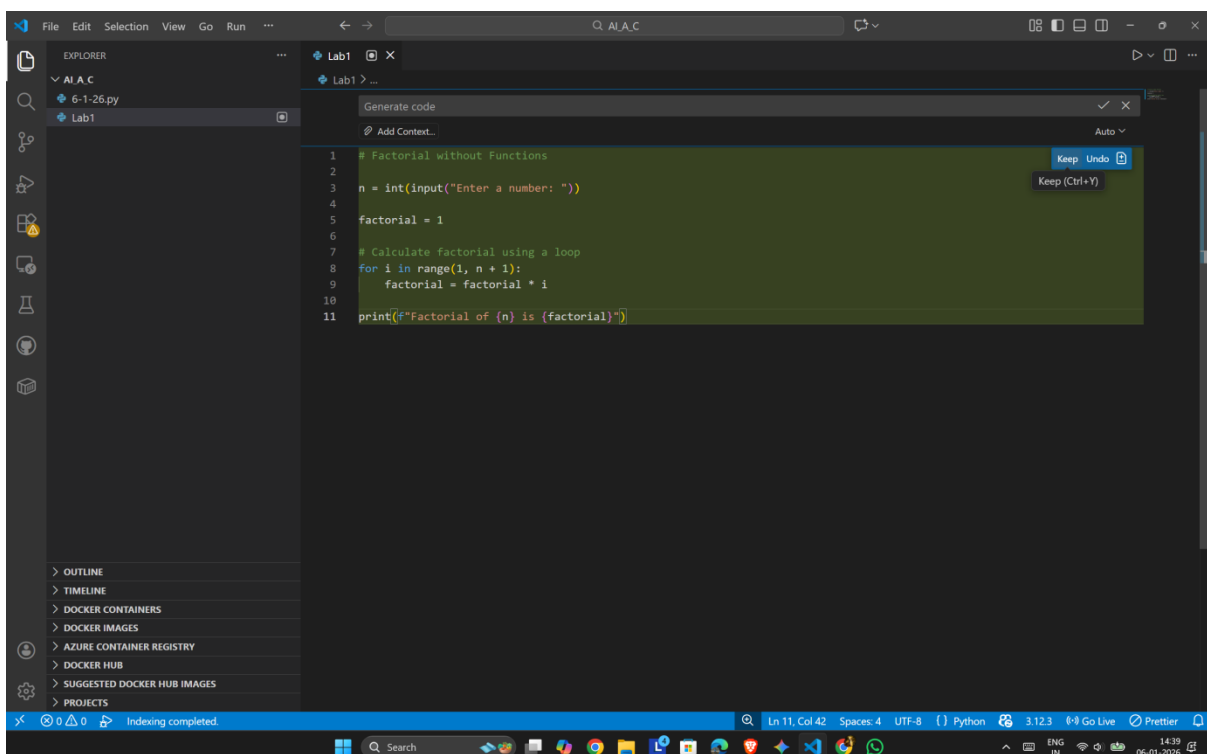 File Edit Selection View Go Run ...
AI_A_C
EXPLORER
AI_A_C
6-1-26.py
Lab1
OUTLINE
TIMELINE
DOCKER CONTAINERS
DOCKER IMAGES
AZURE CONTAINER REGISTRY
DOCKER HUB
SUGGESTED DOCKER HUB IMAGES
PROJECTS
Lab1
Lab1 > ...
Generate code
Add Context...
Auto
Keep Undo
Keep (Ctrl+Y)
1 # Factorial without Functions
2
3 n = int(input("Enter a number: "))
4
5 factorial = 1
6
7 # Calculate factorial using a loop
8 for i in range(1, n + 1):
9 factorial = factorial * i
10
11 print(f"Factorial of {n} is {factorial}")
0 0 Indexing completed.
Ln 11, Col 42 Spaces: 4 UTF-8 {} Python 3.12.3 Go Live Prettier
Search
4
ENG
IN
14:39
06-01-2026